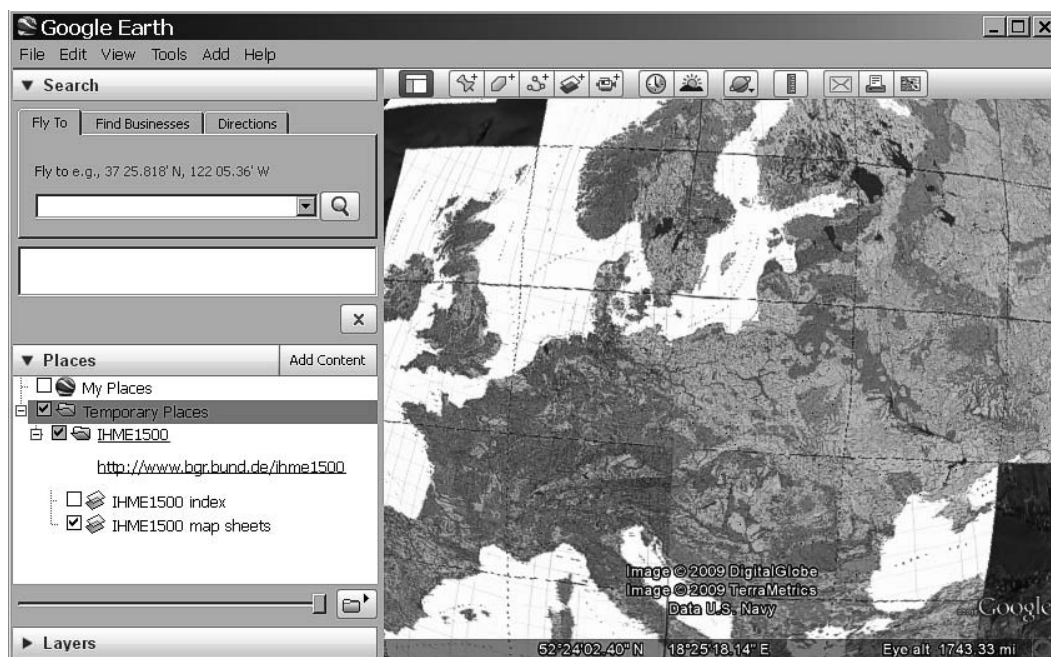 Google Earth
File Edit View Tools Add Help
Search
Fly To Find Businesses Directions
Fly to e.g., 37 25.818' N, 122 05.36' W
Places Add Content
My Places
Temporary Places
IHME1500
http://www.bgr.bund.de/ihme1500
IHME1500 index
IHME1500 map sheets
Layers
Image © 2009 DigitalGlobe
Image © 2009 TerraMetrics
Data U.S. Navy
Google
52°24'02.40" N 18°25'18.14" E Eye alt 1743.33 mi